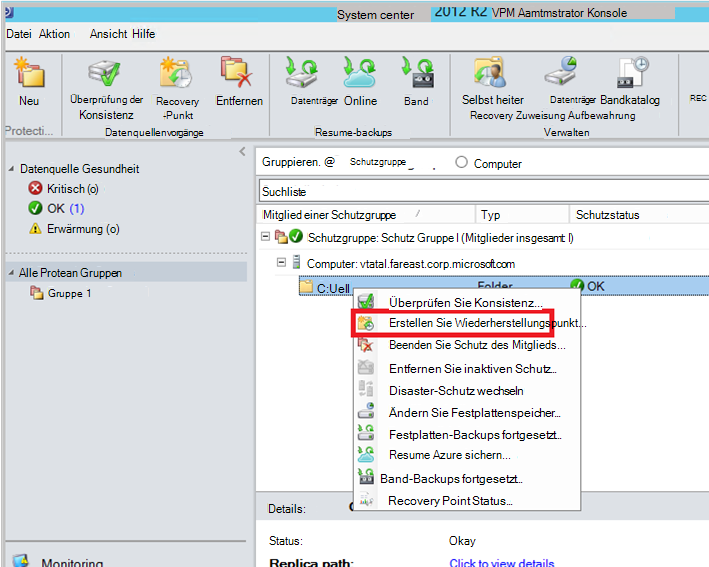 System center 2012 R2 VPM Aamtmstrator Konsole
Datei Aktion Ansicht Hilfe
Neu
Überprüfung der Konsistenz
Recovery -Punkt
Entfernen
Datenträger
Online
Band
Selbst heiter
Datenträger
Bandkatalog
REC
Recovery Zuweisung Aufbewahrung
Protecti...
Datenquellenvorgänge
Resume-backups
Verwalten
Datenquelle Gesundheit
Kritisch (o)
OK (1)
Erwärmung (o)
Alle Protean Gruppen
Gruppe 1
Monitoring
Gruppieren. @ Schutzgruppe Computer
Suchliste
Mitglied einer Schutzgruppe / Typ Schutzstatus
Schutzgruppe: Schutz Gruppe I (Mitglieder insgesamt I)
Computer: vtatal.fareast.corp.microsoft.com
C:Uell Folder OK
Überprüfen Sie Konsistenz...
Erstellen Sie Wiederherstellungspunkt...
Beenden Sie Schutz des Mitglieds...
Entfernen Sie inaktiven Schutz...
Disaster-Schutz wechseln
Ändern Sie Festplattenspeicher...
Festplatten-Backups fortgesetzt..
Resume Azure sichern...
Band-Backups fortgesetzt..
Recovery Point Status...
Details:
Status: Okay
Replica path: Click to view details